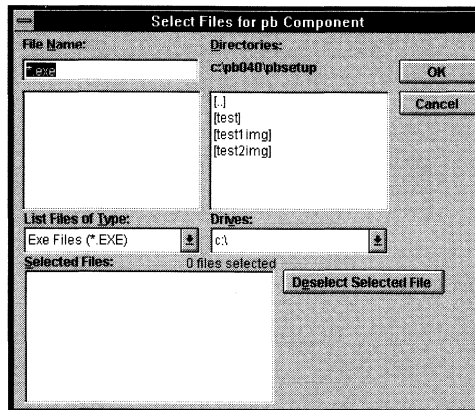 Select Files for pb Component
File Name:
*.exe
Directories:
c:\pb040\pbsetup
OK
Cancel
[..]
[test]
[test1img]
[test2img]
List Files of Type:
Exe Files (*.EXE)
Drives:
c:\
Selected Files:
0 files selected
Deselect Selected File